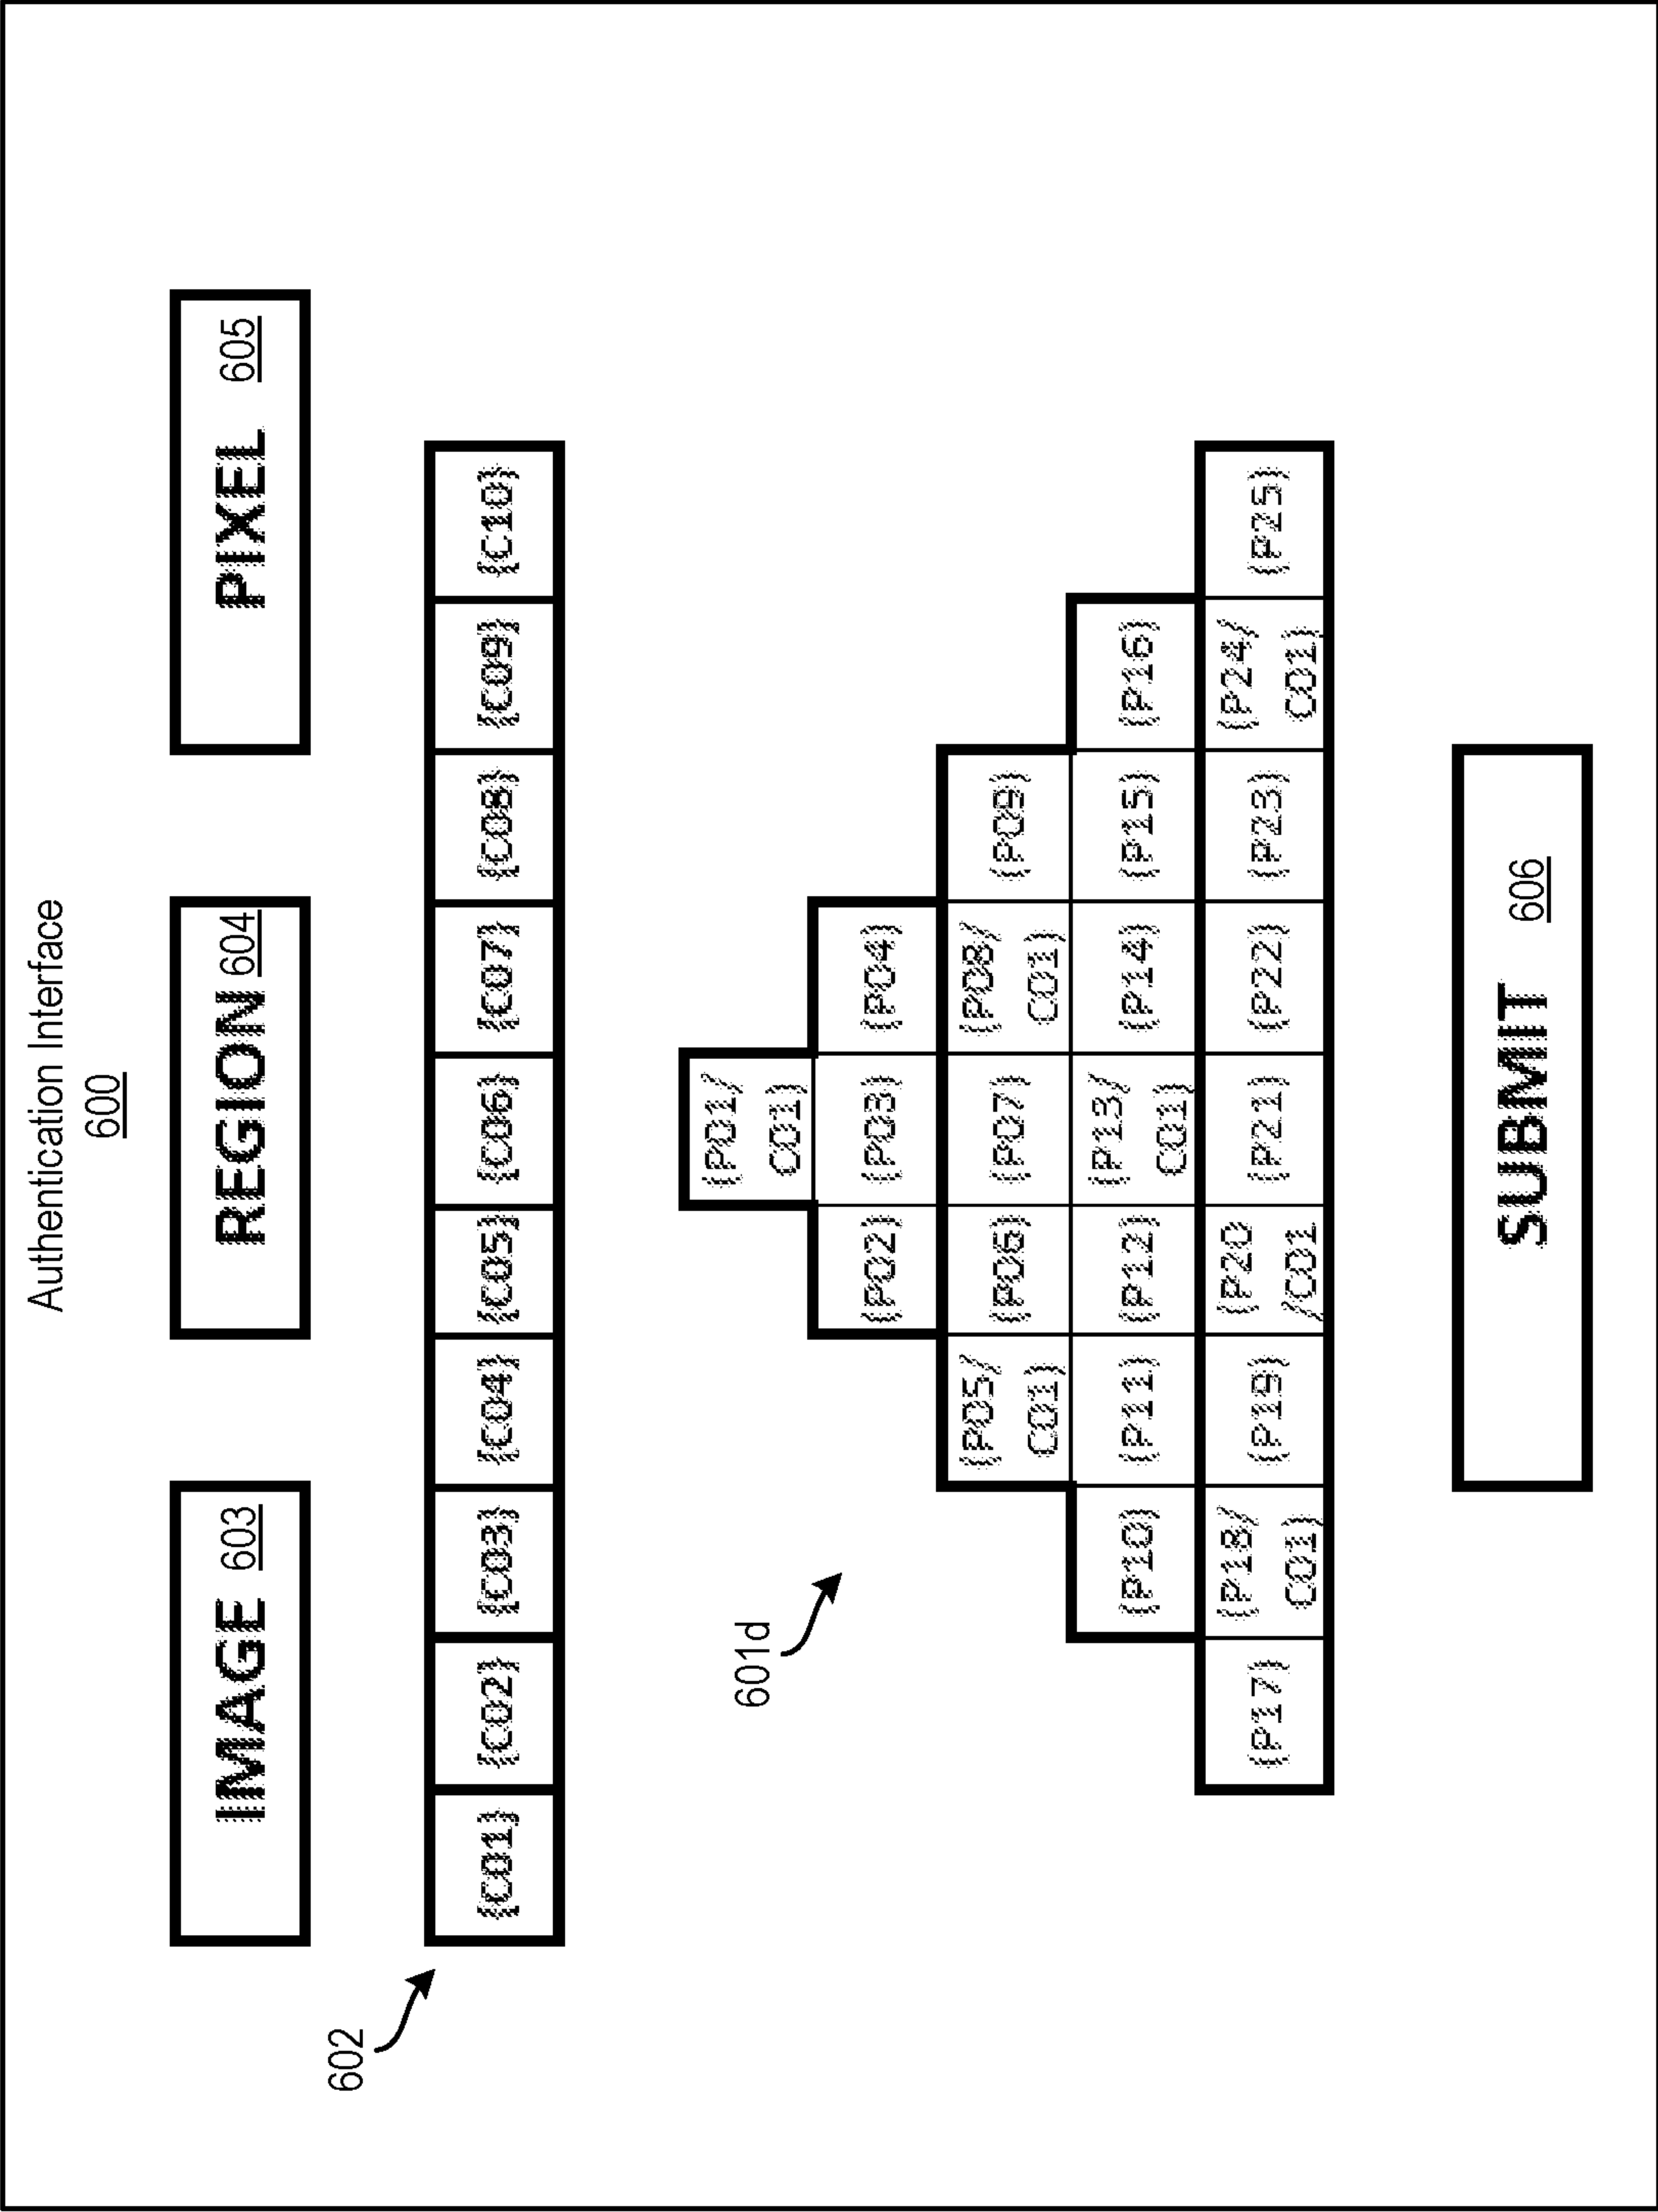 Authentication Interface
600
IMAGE 603
REGION 604
PIXEL 605
602
{C01} {C02} {C03} {C04} {C05} {C06} {C07} {C08} {C09} {C10}
601d
(P01/
C01)
(P02) (P03) (P04)
(P05/
C01)
(P06) (P07)
(P08/
C01)
(P09)
(P10) (P11) (P12)
(P13/
C01)
(P14) (P15) (P16)
(P17)
(P18/
C01)
(P19)
(P20
/C01
(P21) (P22) (P23)
(P24/
C01)
(P25)
SUBMIT 606